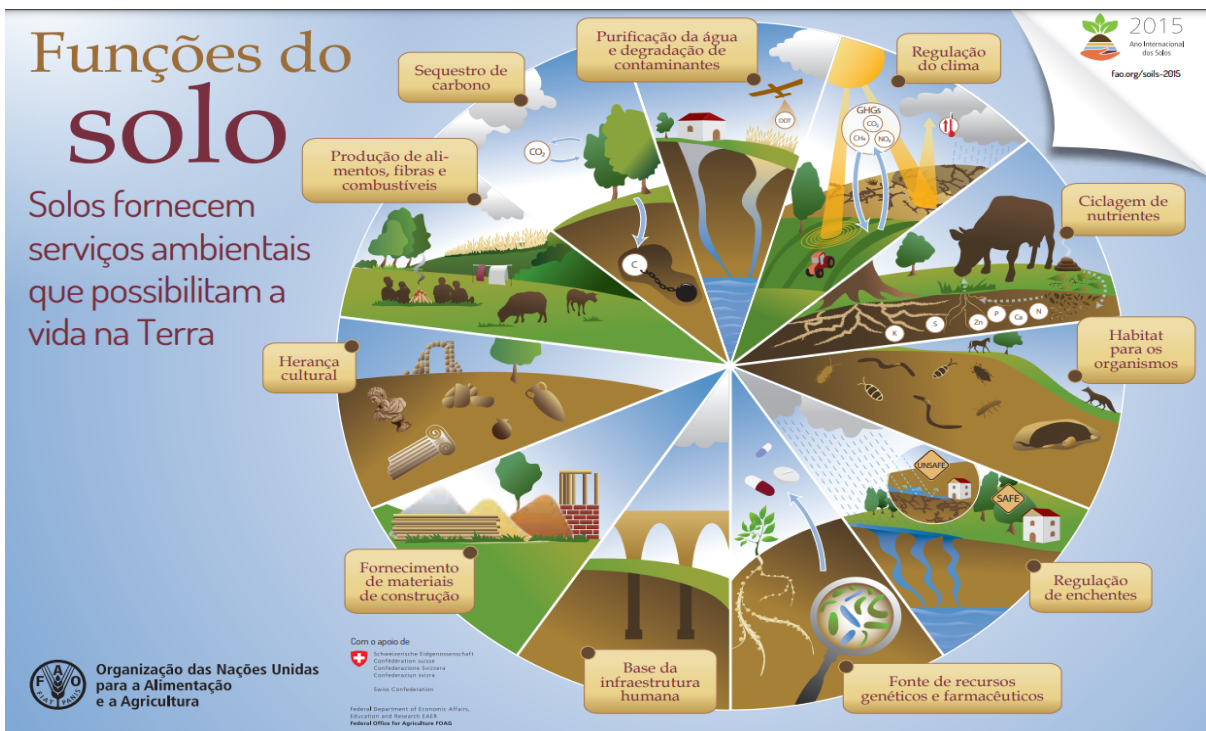 Funções do
solo
Solos fornecem
serviços ambientais
que possibilitam a
vida na Terra
2015
Ano Internacional
dos Solos
fao.org/soils-2015
Purificação da água
e degradação de
contaminantes
Regulação
do clima
Sequestro de
carbono
Produção de ali-
mentos, fibras e
combustíveis
Ciclagem de
nutrientes
Habitat
para os
organismos
Herança
cultural
Fornecimento
de materiais
de construção
Base da
infraestrutura
humana
Fonte de recursos
genéticos e farmacêuticos
Regulação
de enchentes
CO₂
C
DDT
GHGs
CO₂
CH₄
NO₂
K
S
Zn
P
Ca
N
UNSAFE
SAFE
FAO
FIAT PANIS
Organização das Nações Unidas
para a Alimentação
e a Agricultura
Com o apoio de
Schweizerische Eidgenossenschaft
Confédération suisse
Confederazione Svizzera
Confederaziun svizra
Swiss Confederation
Federal Department of Economic Affairs,
Education and Research EAER
Federal Office for Agriculture FOAG